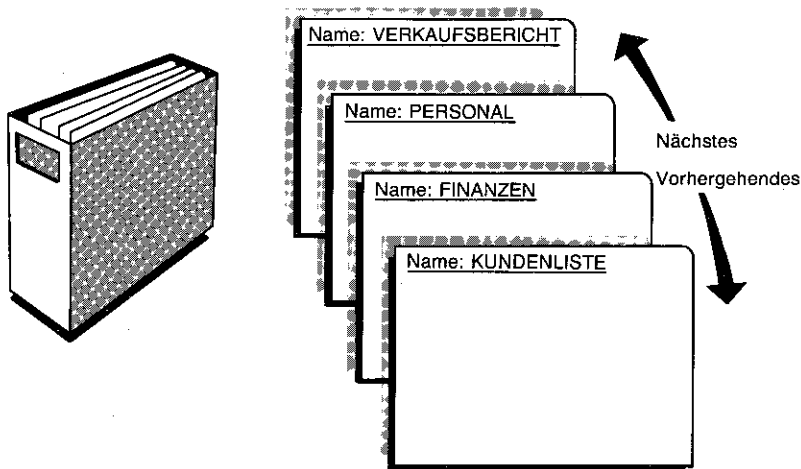 Name: VERKAUFSBERICHT
Name: PERSONAL
Nächstes
Vorhergehendes
Name: FINANZEN
Name: KUNDENLISTE